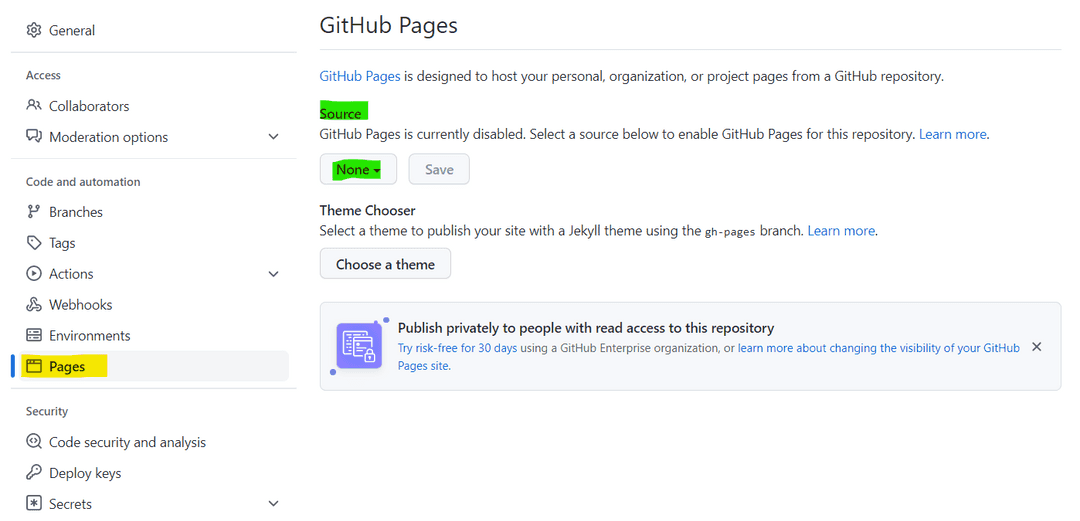 General
Access
Collaborators
Moderation options
Code and automation
Branches
Tags
Actions
Webhooks
Environments
Pages
Security
Code security and analysis
Deploy keys
Secrets
GitHub Pages
GitHub Pages is designed to host your personal, organization, or project pages from a GitHub repository.
Source
GitHub Pages is currently disabled. Select a source below to enable GitHub Pages for this repository. Learn more.
None
Save
Theme Chooser
Select a theme to publish your site with a Jekyll theme using the gh-pages branch. Learn more.
Choose a theme
Publish privately to people with read access to this repository
Try risk-free for 30 days using a GitHub Enterprise organization, or learn more about changing the visibility of your GitHub
Pages site.